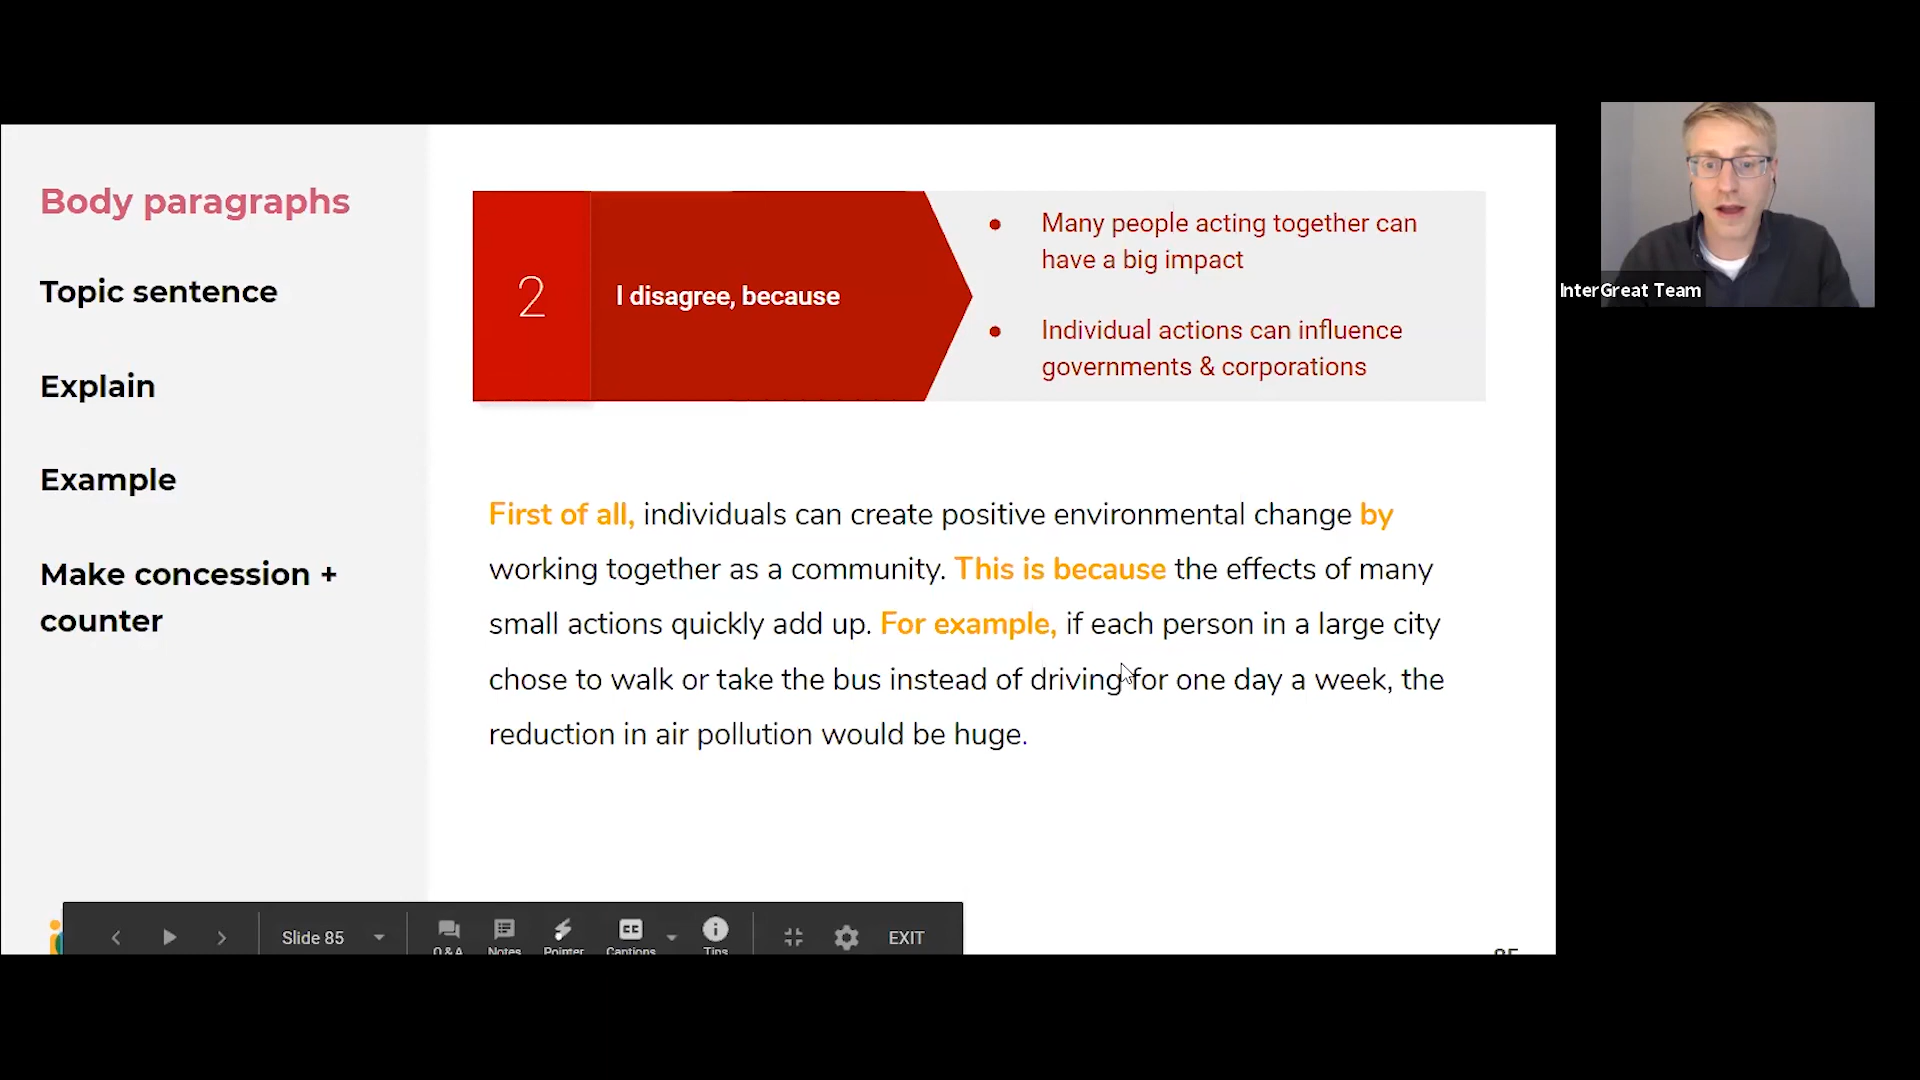 Body paragraphs
Topic sentence
Explain
Example
Make concession +
counter
2
I disagree, because
● Many people acting together can
have a big impact
● Individual actions can influence
governments & corporations
First of all, individuals can create positive environmental change by
working together as a community. This is because the effects of many
small actions quickly add up. For example, if each person in a large city
chose to walk or take the bus instead of driving for one day a week, the
reduction in air pollution would be huge.
InterGreat Team
Slide 85
Q&A Notes Pointer Captions Tips
EXIT
85